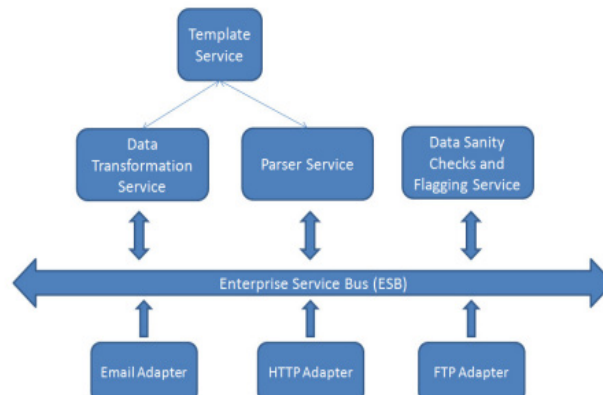 Template
Service
Data
Transformation
Service
Parser Service
Data Sanity
Checks and
Flagging Service
Enterprise Service Bus (ESB)
Email Adapter
HTTP Adapter
FTP Adapter